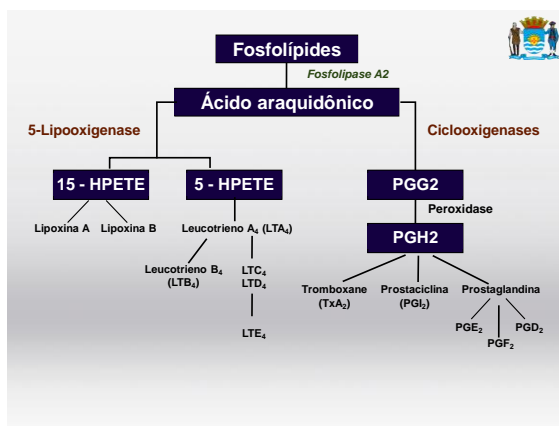 Fosfolípides
Fosfolipase A2
Ácido araquidônico
5-Lipooxigenase
Ciclooxigenases
15 - HPETE
5 - HPETE
PGG2
Peroxidase
PGH2
Lipoxina A
Lipoxina B
Leucotrieno A₄ (LTA₄)
Leucotrieno B₄
(LTB₄)
LTC₄
LTD₄
LTE₄
Tromboxane
(TxA₂)
Prostaciclina
(PGI₂)
Prostaglandina
PGE₂
PGF₂
PGD₂